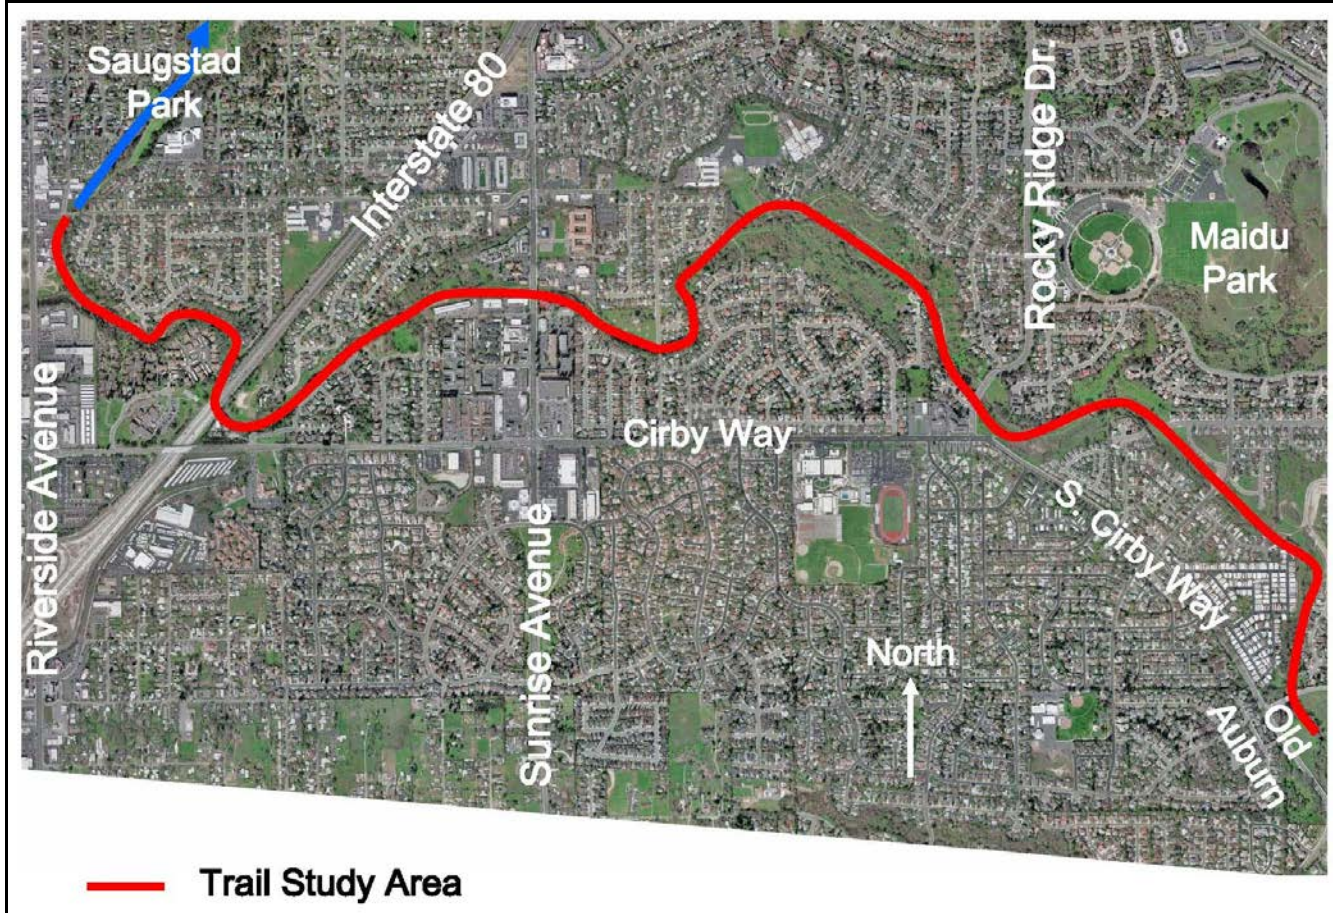 Saugstad
Park
Interstate 80
Rocky Ridge Dr.
Maidu
Park
Riverside Avenue
Cirby Way
Sunrise Avenue
S. Cirby Way
North
Old
Auburn
Trail Study Area